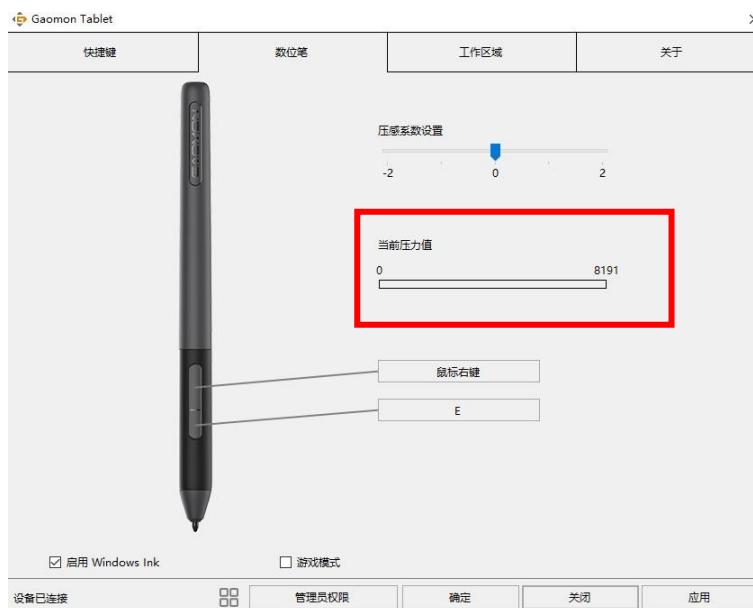 Gaomon Tablet
快捷键 数位笔 工作区域 关于
GAOMON
压感系数设置
-2 0 2
当前压力值
0 8191
鼠标右键
E
启用 Windows Ink 游戏模式
设备已连接 管理员权限 确定 关闭 应用